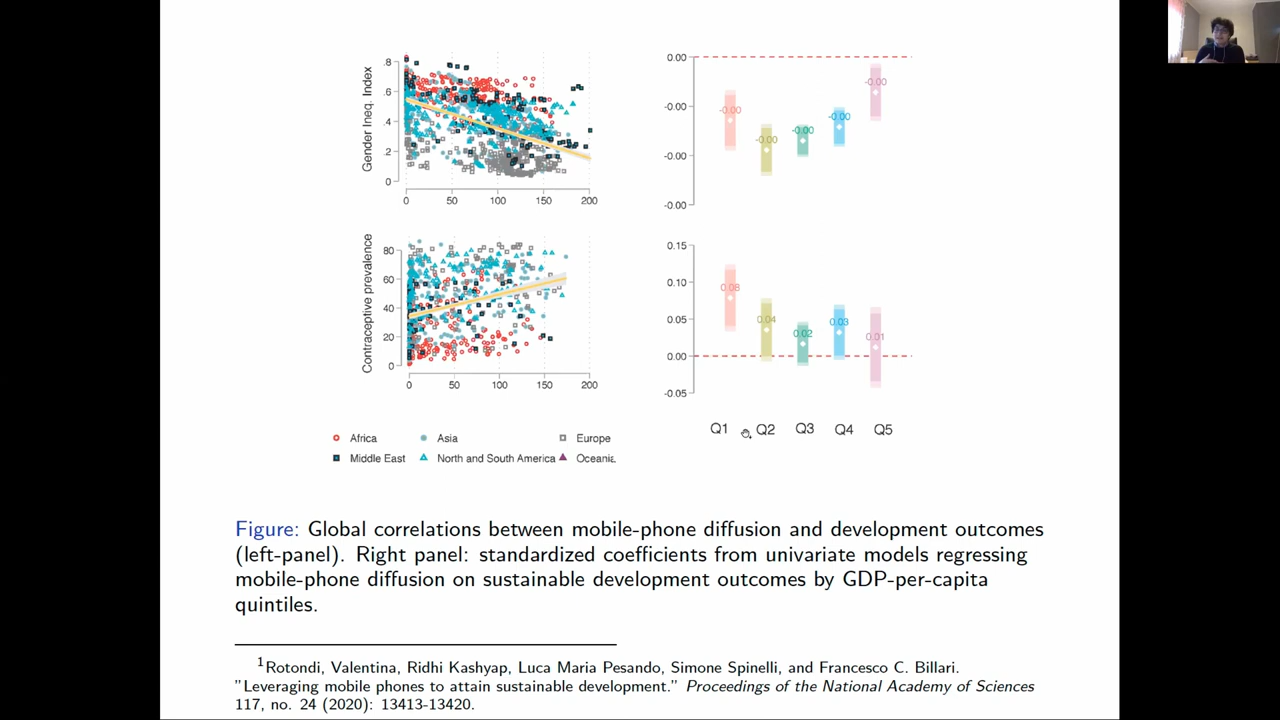 Gender Ineq. Index
.8
.6
.4
.2
0
0 50 100 150 200
0.00
-0.00
-0.00
-0.00
-0.00
-0.00
-0.00
-0.00
-0.00
Contraceptive prevalence
80
60
40
20
0
0 50 100 150 200
0.15
0.10
0.05
0.00
-0.05
0.08
0.04
0.02
0.03
0.01
Q1 Q2 Q3 Q4 Q5
Africa Asia Europe
Middle East North and South America Oceania.
Figure: Global correlations between mobile-phone diffusion and development outcomes
(left-panel). Right panel: standardized coefficients from univariate models regressing
mobile-phone diffusion on sustainable development outcomes by GDP-per-capita
quintiles.
1Rotondi, Valentina, Ridhi Kashyap, Luca Maria Pesando, Simone Spinelli, and Francesco C. Billari.
"Leveraging mobile phones to attain sustainable development." Proceedings of the National Academy of Sciences
117, no. 24 (2020): 13413-13420.